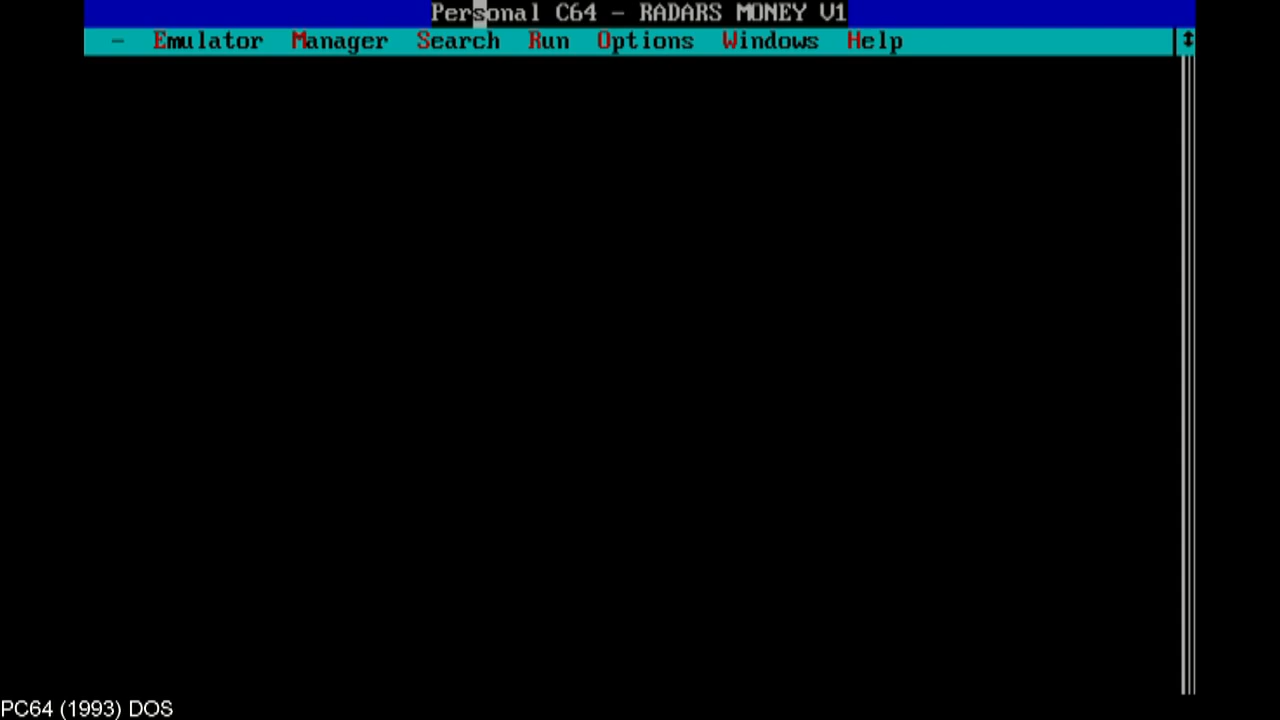 Personal C64 - RADARS MONEY V1
- Emulator Manager Search Run Options Windows Help ↕
PC64 (1993) DOS